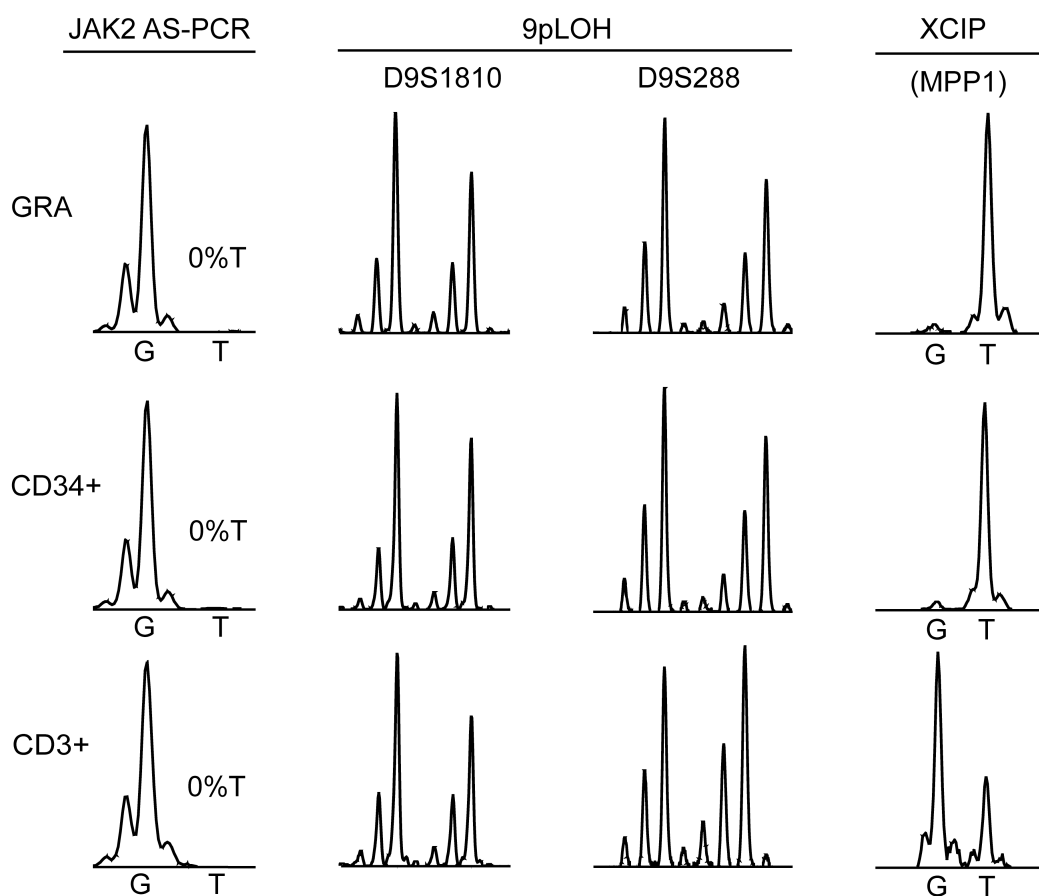 JAK2 AS-PCR 9pLOH XCIP
D9S1810 D9S288 (MPP1)
GRA
0%T
G T G T
CD34+
0%T
G T G T
CD3+
0%T
G T G T